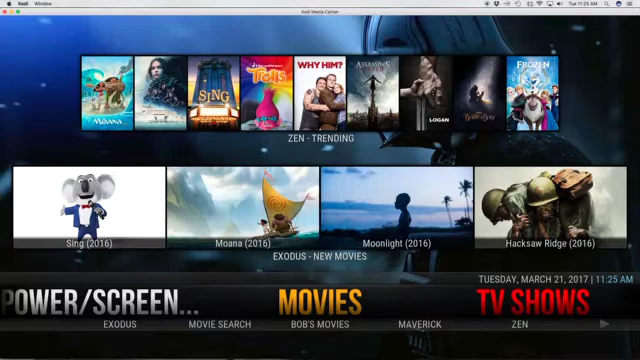 Kodi Window
Tue 11:25 AM
Kodi Media Center
MOANA
SING
Trolls
WHY HIM?
ASSASSIN'S
LOGAN
FROZEN
ZEN - TRENDING
Sing (2016)
Moana (2016)
Moonlight (2016)
Hacksaw Ridge (2016)
EXODUS - NEW MOVIES
TUESDAY, MARCH 21, 2017 | 11:25 AM
POWER/SCREEN...
MOVIES
TV SHOWS
EXODUS
MOVIE SEARCH
BOB'S MOVIES
MAVERICK
ZEN